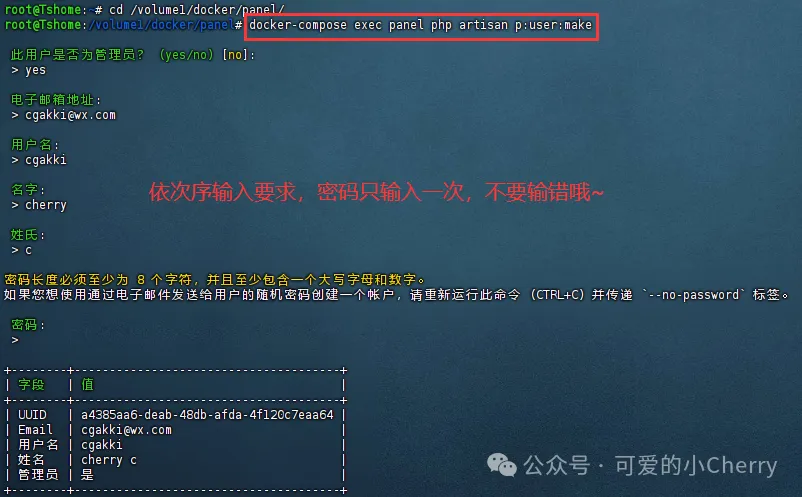 root@Tshome:~# cd /volume1/docker/panel/
root@Tshome:/volume1/docker/panel# docker-compose exec panel php artisan p:user:make
此用户是否为管理员? (yes/no) [no]:
> yes
电子邮箱地址:
> cgakki@wx.com
用户名:
> cgakki
名字:
> cherry
依次序输入要求，密码只输入一次，不要输错哦~
姓氏:
> c
密码长度必须至少为 8 个字符，并且至少包含一个大写字母和数字。
如果您想使用通过电子邮件发送给用户的随机密码创建一个帐户，请重新运行此命令 (CTRL+C) 并传递 `--no-password` 标签。
密码:
>
+--------+--------------------------------------+
| 字段 | 值 |
+--------+--------------------------------------+
| UUID | a4385aa6-deab-48db-afda-4f120c7eaa64 |
| Email | cgakki@wx.com |
| 用户名 | cgakki |
| 姓名 | cherry c |
| 管理员 | 是 |
+--------+--------------------------------------+
公众号 · 可爱的小Cherry